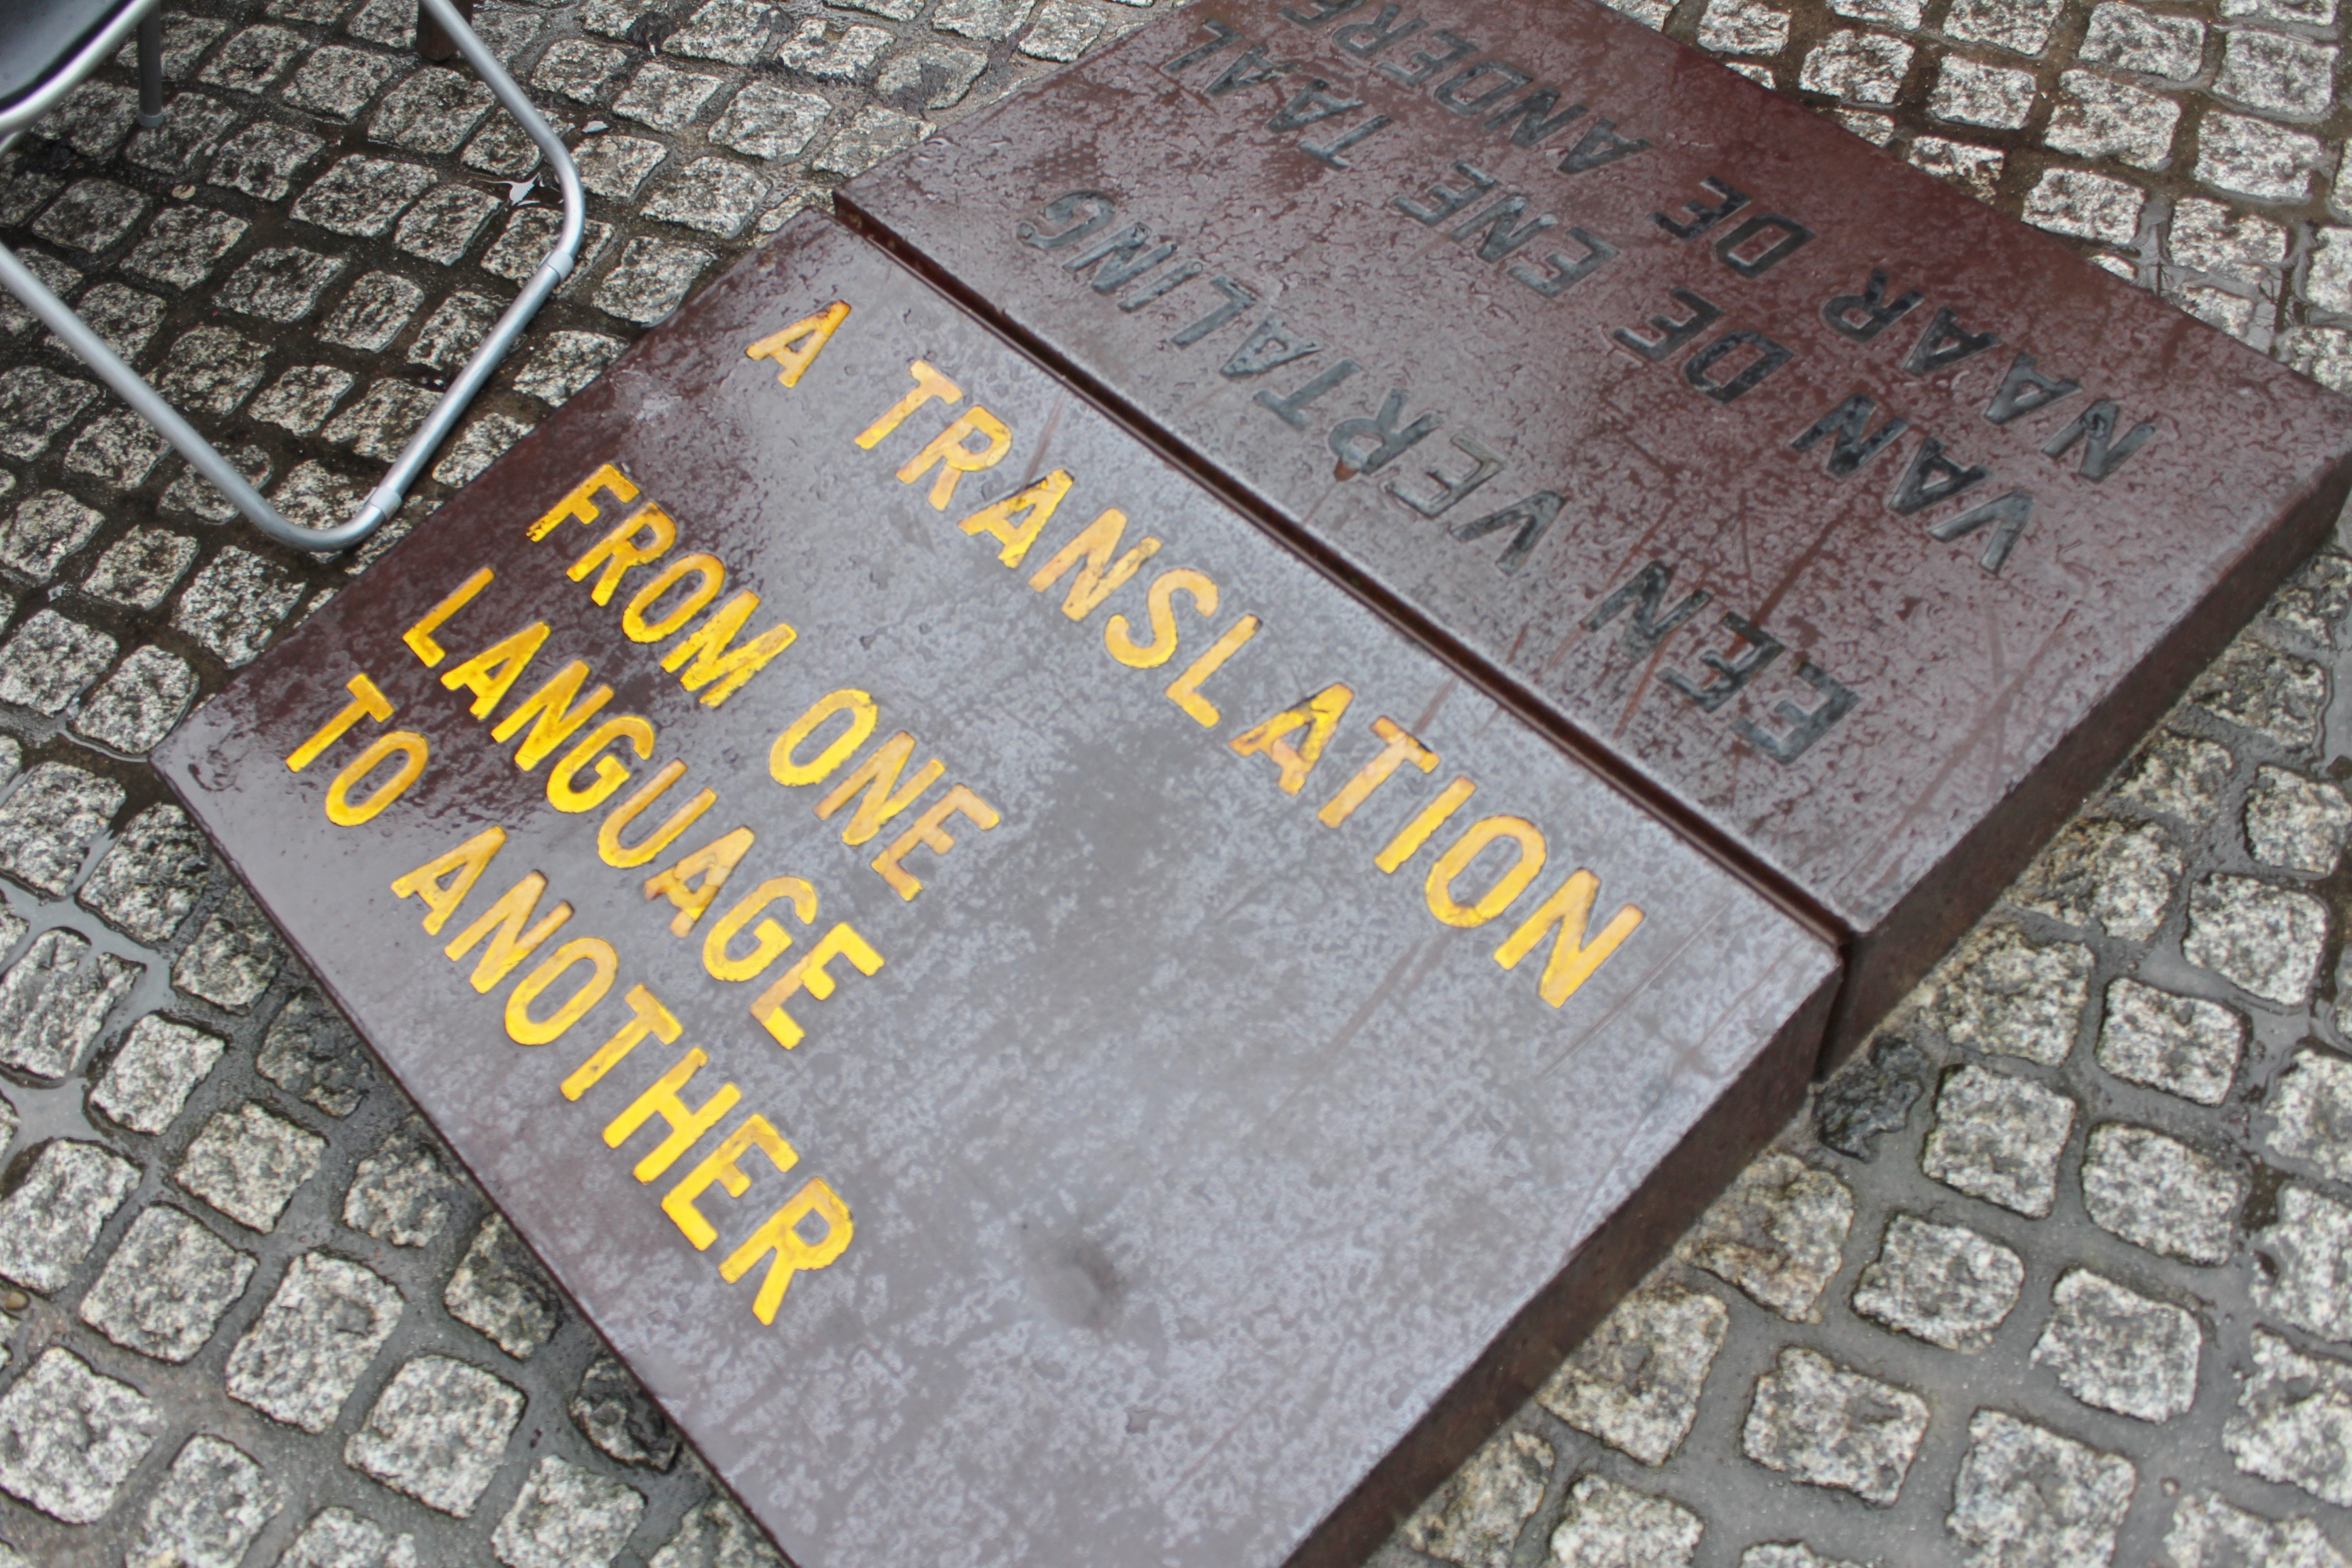 A TRANSLATION
FROM ONE
LANGUAGE
TO ANOTHER
EEN VERTALING
VAN DE ENE TAAL
NAAR DE ANDERE